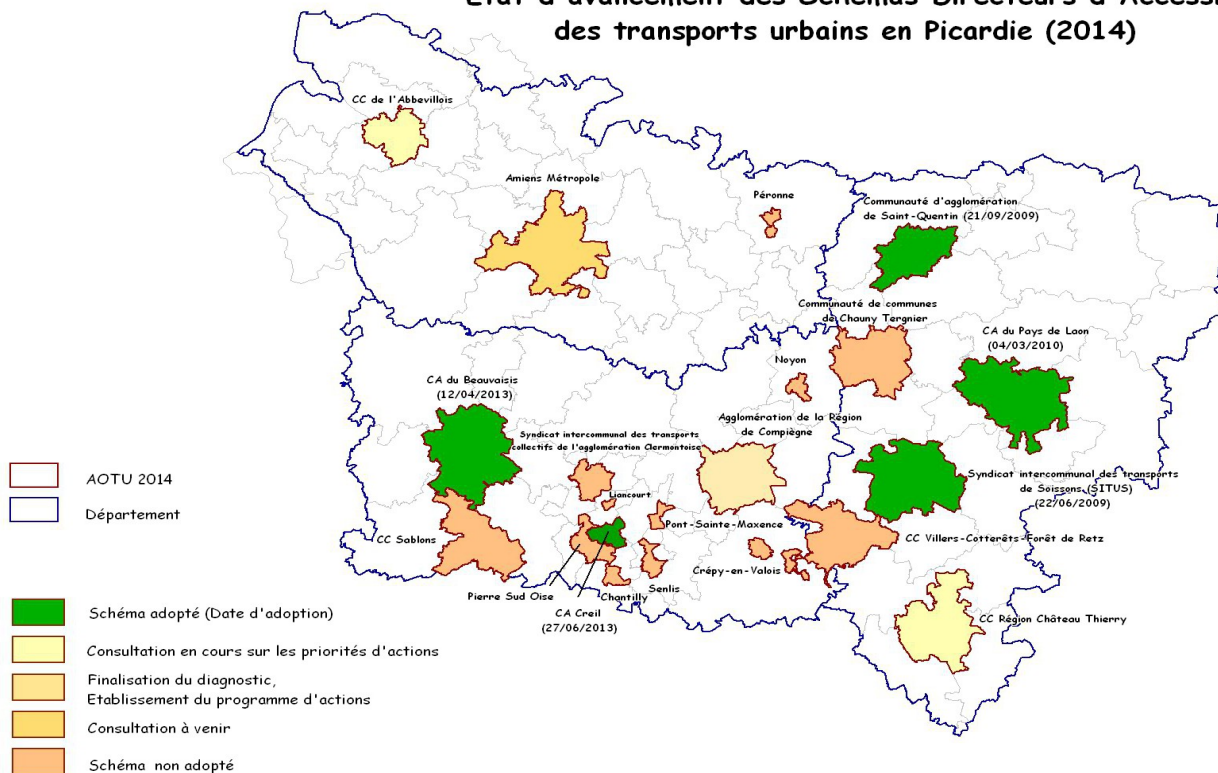 Etat d'avancement des Schémas Directeurs d'Accessi
des transports urbains en Picardie (2014)
CC de l'Abbevillois
Amiens Métropole
Péronne
Communauté d'agglomération
de Saint-Quentin (21/09/2009)
Communauté de communes
de Chauny Tergnier
CA du Pays de Laon
(04/03/2010)
Noyon
CA du Beauvaisis
(12/04/2013)
Agglomération de la Région
de Compiègne
Syndicat intercommunal des transports
collectifs de l'agglomération Clermontoise
Syndicat intercommunal des transports
de Soissons (SITUS)
(22/06/2009)
Liancourt
Pont-Sainte-Maxence
CC Sablons
CC Villers-Cotterêts-Forêt de Retz
Crépy-en-Valois
Senlis
Pierre Sud Oise
Chantilly
CA Creil
(27/06/2013)
CC Région Château Thierry
AOTU 2014
Département
Schéma adopté (Date d'adoption)
Consultation en cours sur les priorités d'actions
Finalisation du diagnostic,
Etablissement du programme d'actions
Consultation à venir
Schéma non adopté